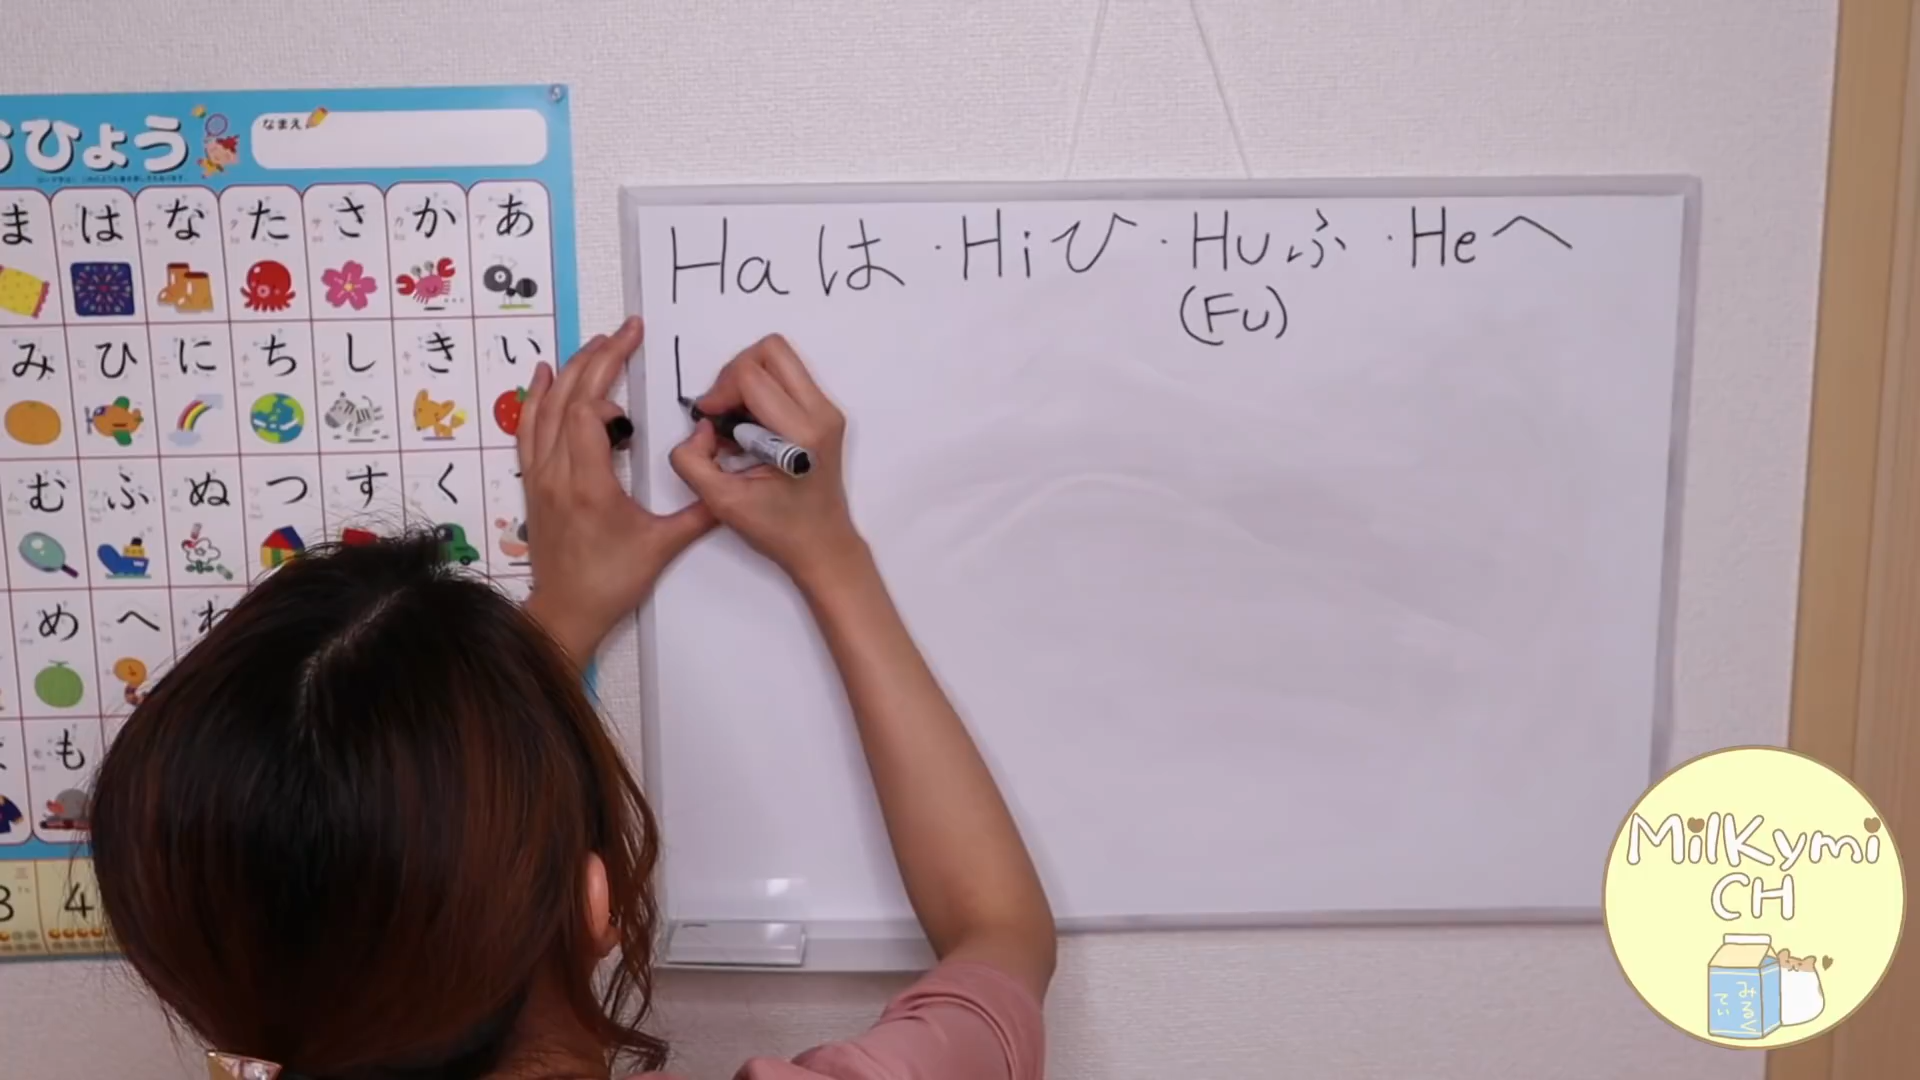 ひょう
なまえ
ま は な た さ か あ
み ひ に ち し き い
む ふ ぬ つ す く
め へ
も
3 4
Ha は ・ Hi ひ ・ Hu ふ ・ He へ
(Fu)
MilKymi
CH
みるく